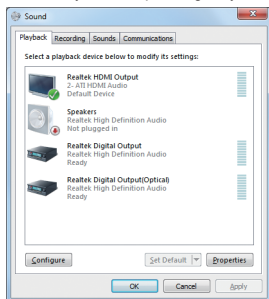 Sound
Playback Recording Sounds Communications
Select a playback device below to modify its settings:
Realtek HDMI Output
2- ATI HDMI Audio
Default Device
Speakers
Realtek High Definition Audio
Not plugged in
Realtek Digital Output
Realtek High Definition Audio
Ready
Realtek Digital Output(Optical)
Realtek High Definition Audio
Ready
Configure Set Default Properties
OK Cancel Apply